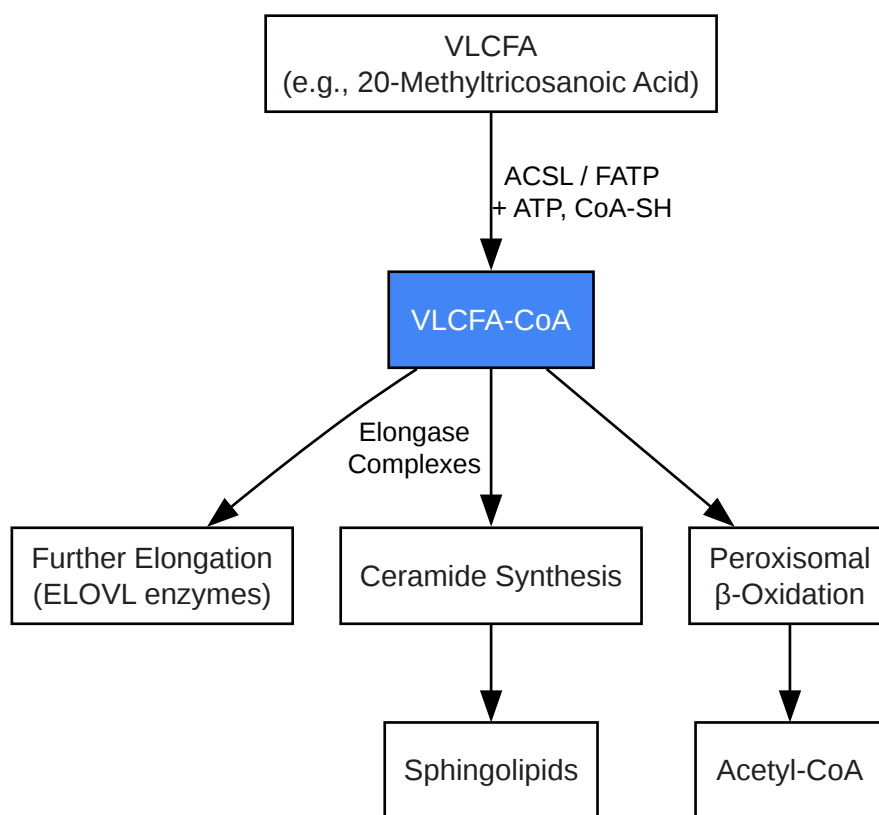 VLCFA
(e.g., 20-Methyltricosanoic Acid)
ACSL / FATP
+ ATP, CoA-SH
VLCFA-CoA
Elongase
Complexes
Further Elongation
(ELOVL enzymes)
Ceramide Synthesis
Peroxisomal
β-Oxidation
Sphingolipids
Acetyl-CoA